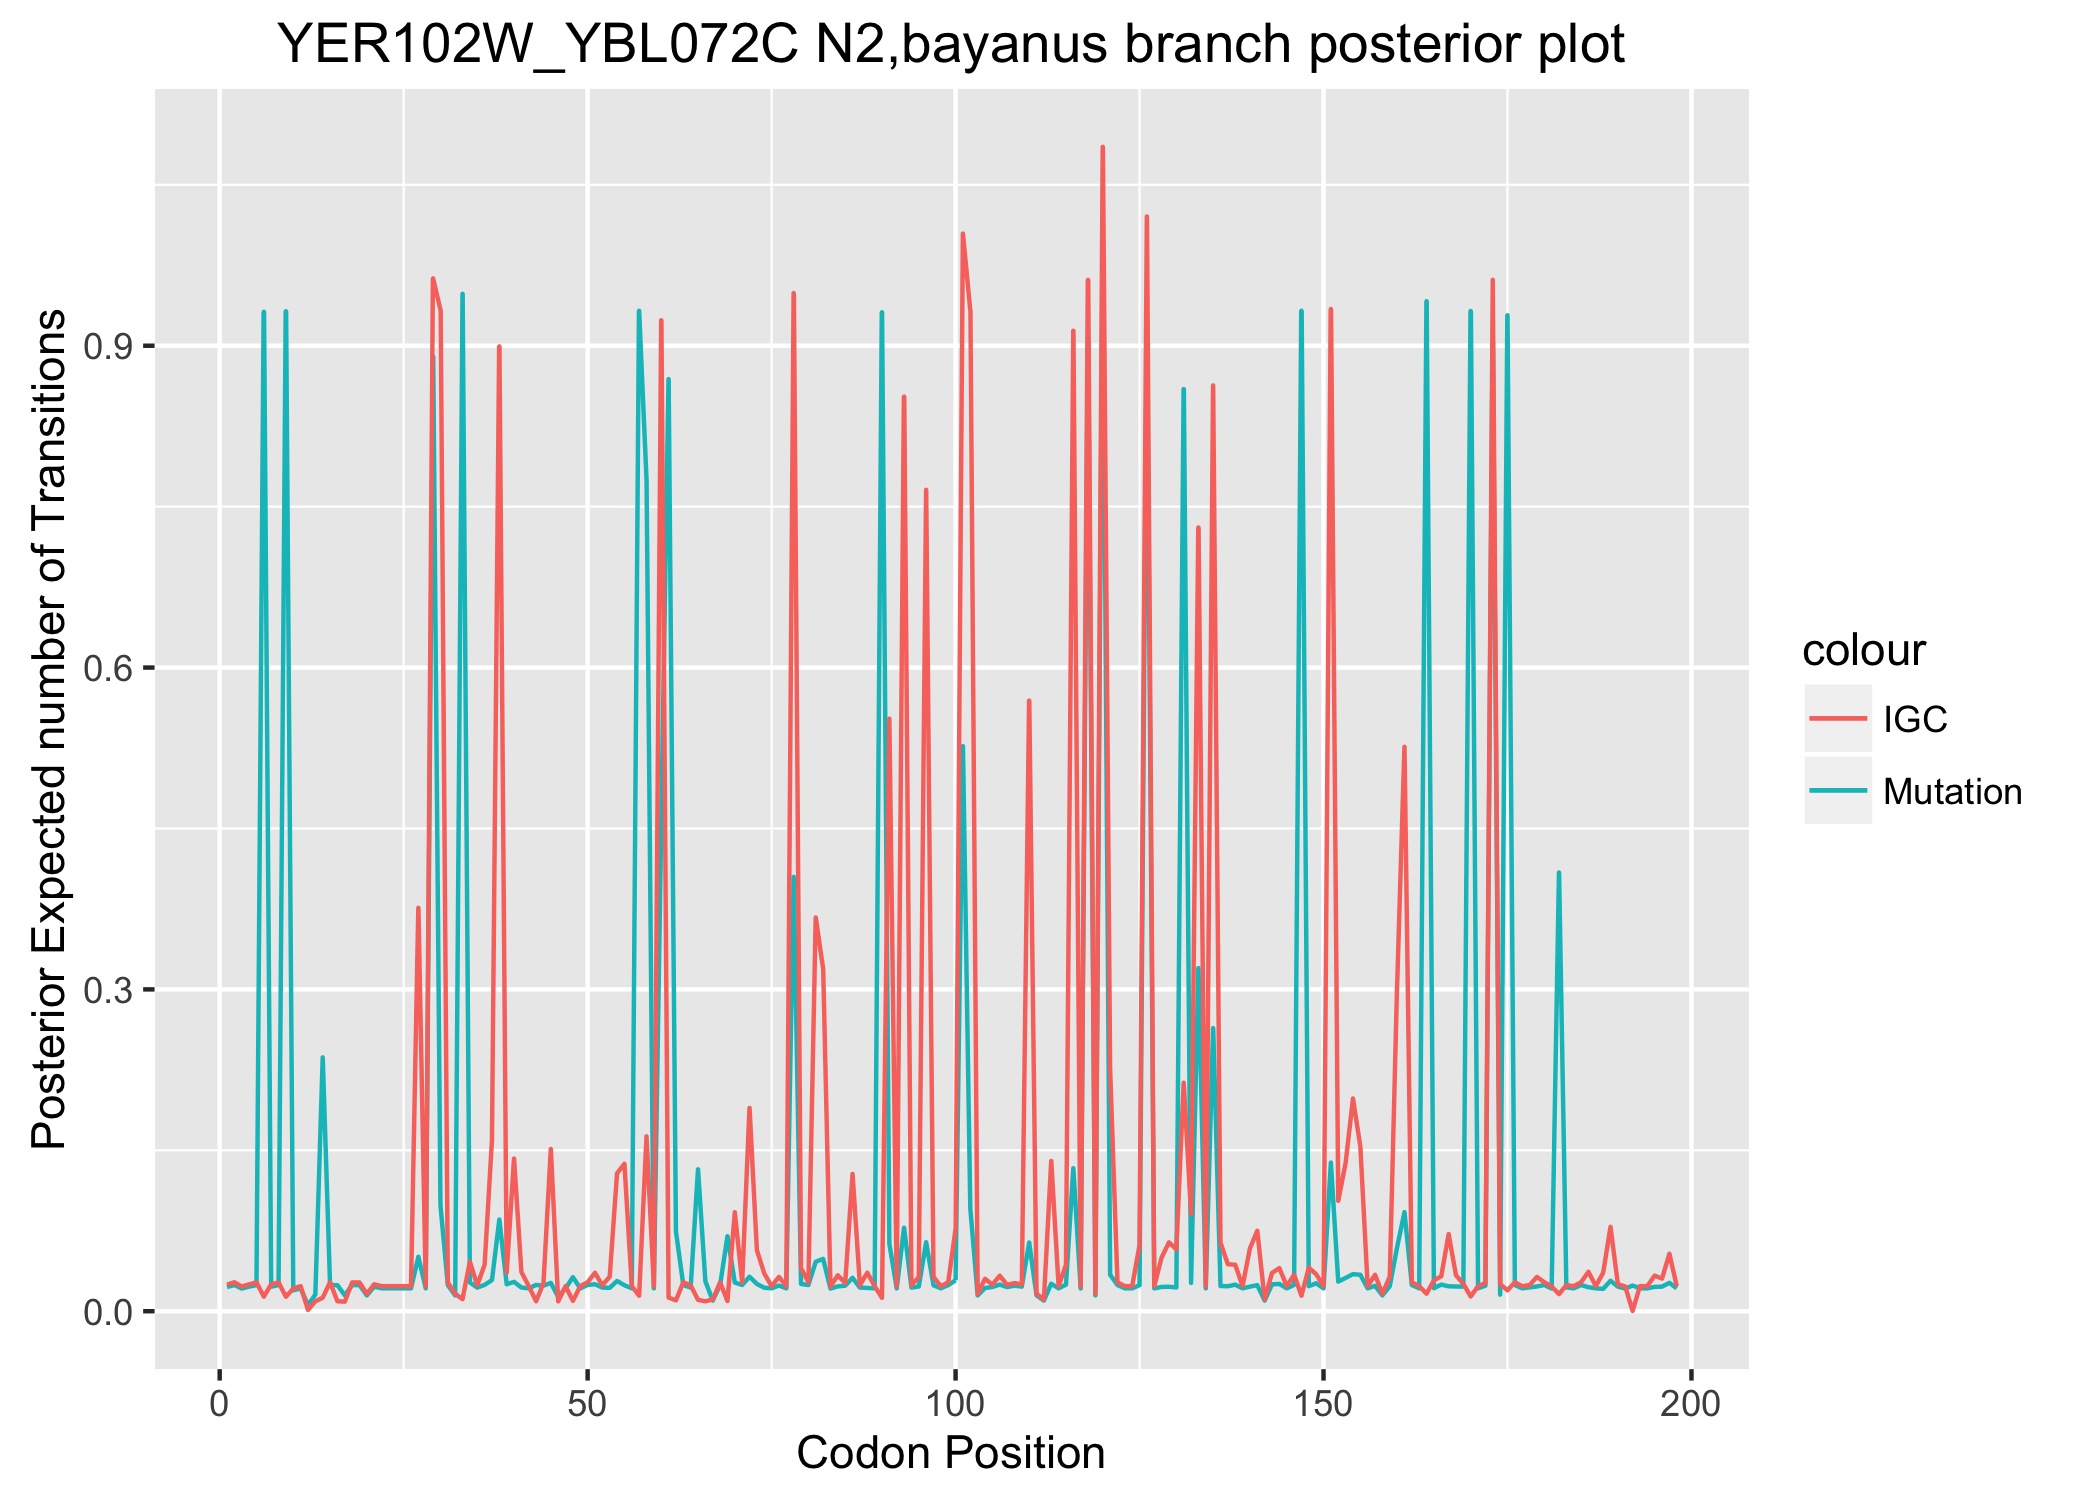 YER102W_YBL072C N2,bayanus branch posterior plot
Posterior Expected number of Transitions
0.9
0.6
0.3
0.0
0 50 100 150 200
Codon Position
colour
IGC
Mutation